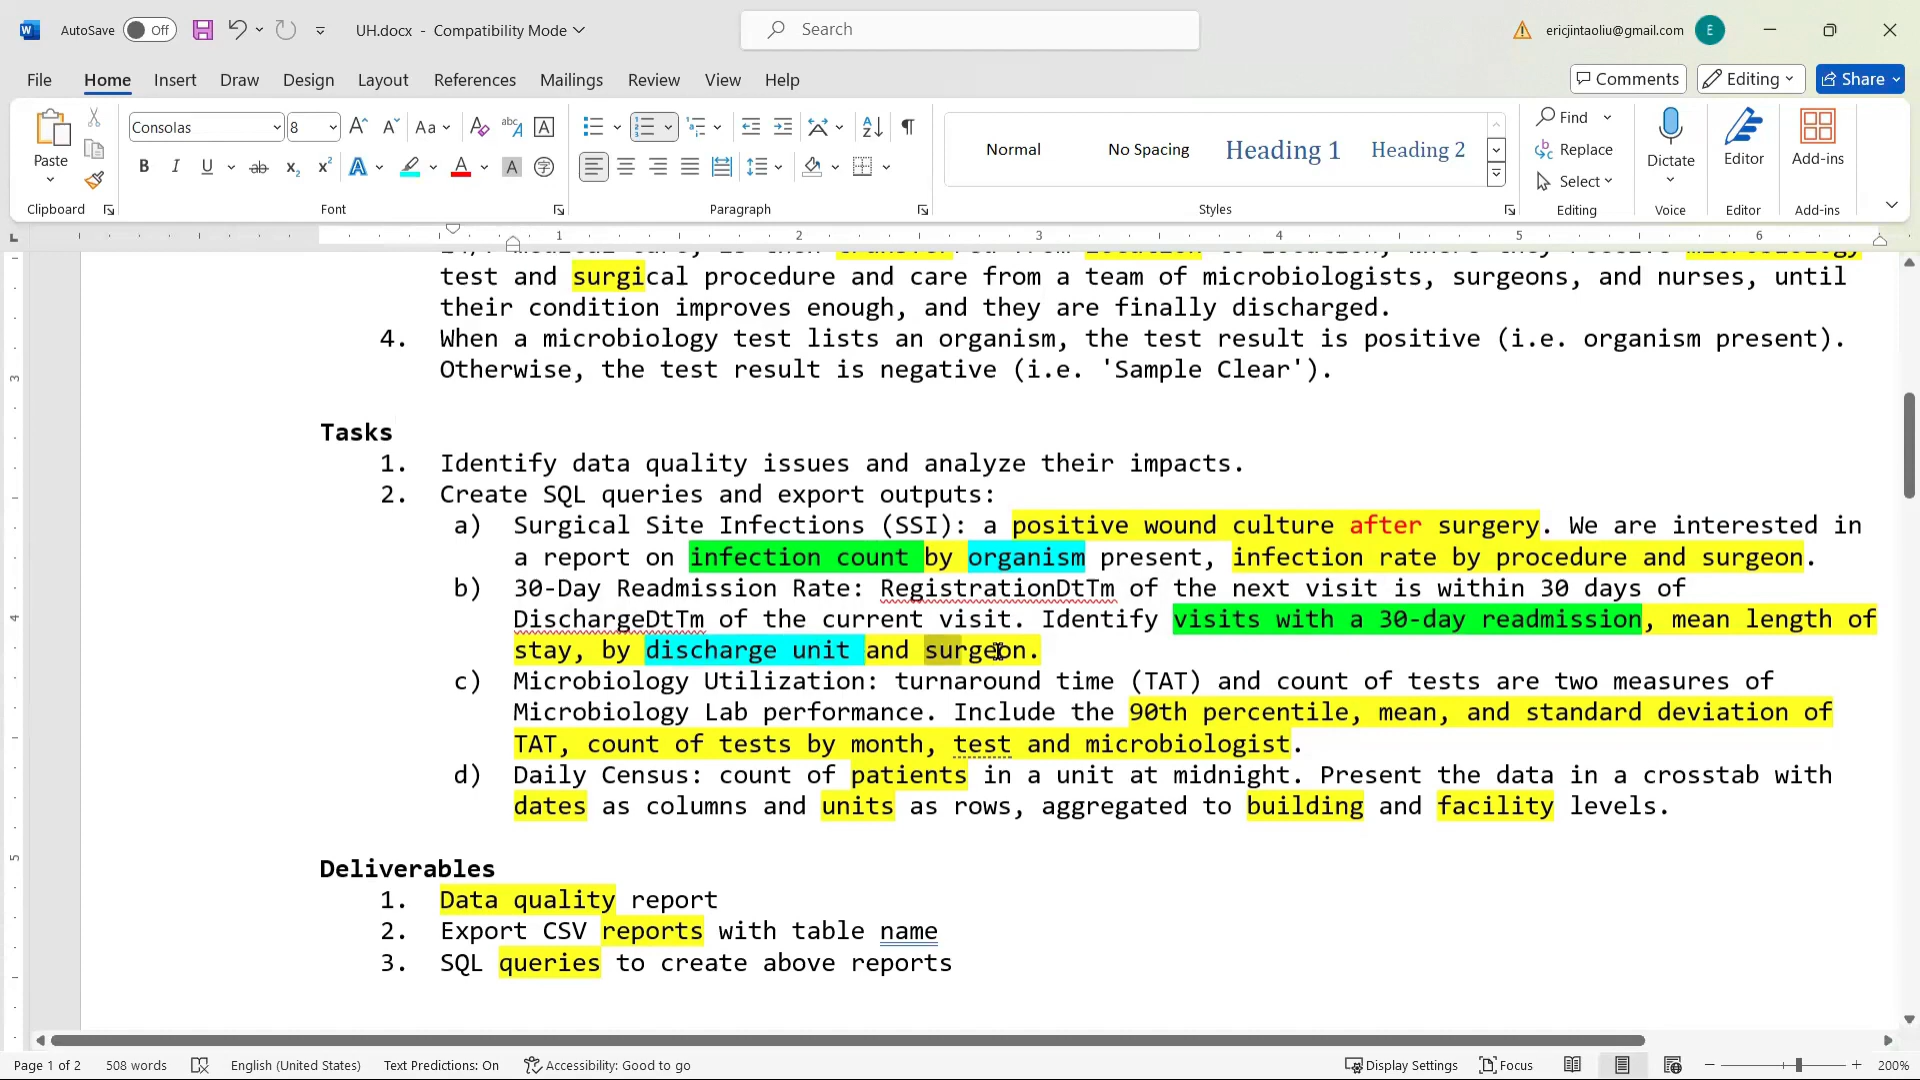 AutoSave Off UH.docx - Compatibility Mode Search ericjintaoliu@gmail.com E
File Home Insert Draw Design Layout References Mailings Review View Help Comments Editing Share
Paste Consolas 8 Aa A Normal No Spacing Heading 1 Heading 2 Find Replace Select Dictate Editor Add-ins
Clipboard Font Paragraph Styles Editing Voice Editor Add-ins
1 2 3 4 5 6
test and surgical procedure and care from a team of microbiologists, surgeons, and nurses, until
their condition improves enough, and they are finally discharged.
4. When a microbiology test lists an organism, the test result is positive (i.e. organism present).
Otherwise, the test result is negative (i.e. 'Sample Clear').
Tasks
1. Identify data quality issues and analyze their impacts.
2. Create SQL queries and export outputs:
a) Surgical Site Infections (SSI): a positive wound culture after surgery. We are interested in
a report on infection count by organism present, infection rate by procedure and surgeon.
b) 30-Day Readmission Rate: RegistrationDtTm of the next visit is within 30 days of
DischargeDtTm of the current visit. Identify visits with a 30-day readmission, mean length of
stay, by discharge unit and surgeon.
c) Microbiology Utilization: turnaround time (TAT) and count of tests are two measures of
Microbiology Lab performance. Include the 90th percentile, mean, and standard deviation of
TAT, count of tests by month, test and microbiologist.
d) Daily Census: count of patients in a unit at midnight. Present the data in a crosstab with
dates as columns and units as rows, aggregated to building and facility levels.
Deliverables
1. Data quality report
2. Export CSV reports with table name
3. SQL queries to create above reports
Page 1 of 2 508 words English (United States) Text Predictions: On Accessibility: Good to go Display Settings Focus 200%